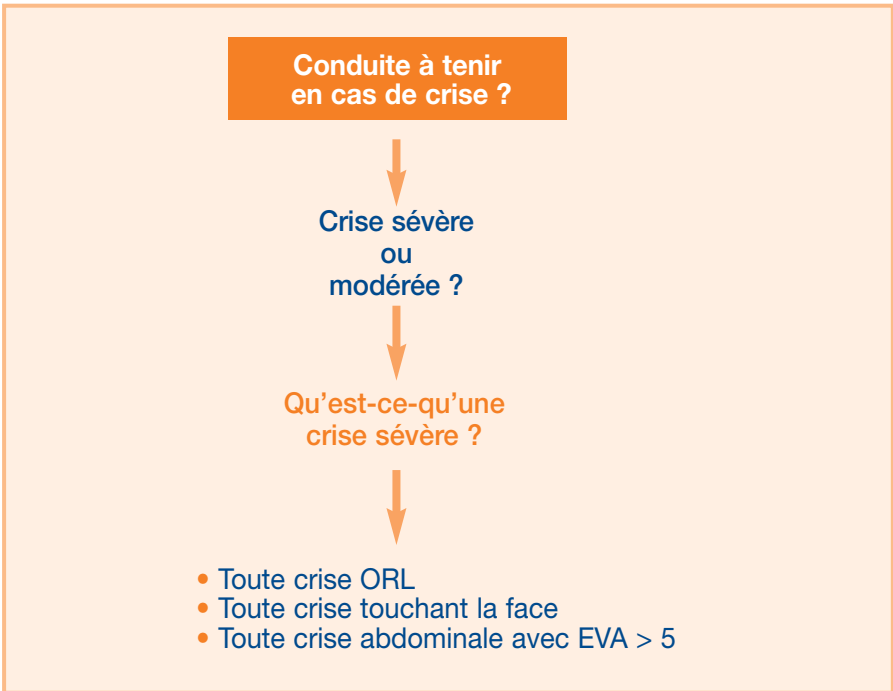 Conduite à tenir
en cas de crise ?
Crise sévère
ou
modérée ?
Qu’est-ce-qu’une
crise sévère ?
• Toute crise ORL
• Toute crise touchant la face
• Toute crise abdominale avec EVA > 5